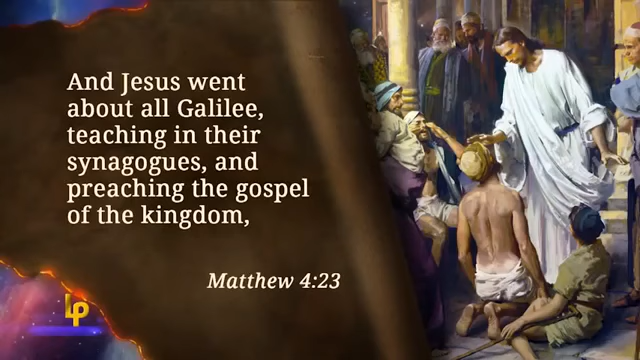 And Jesus went
about all Galilee,
teaching in their
synagogues, and
preaching the gospel
of the kingdom,
Matthew 4:23
LP